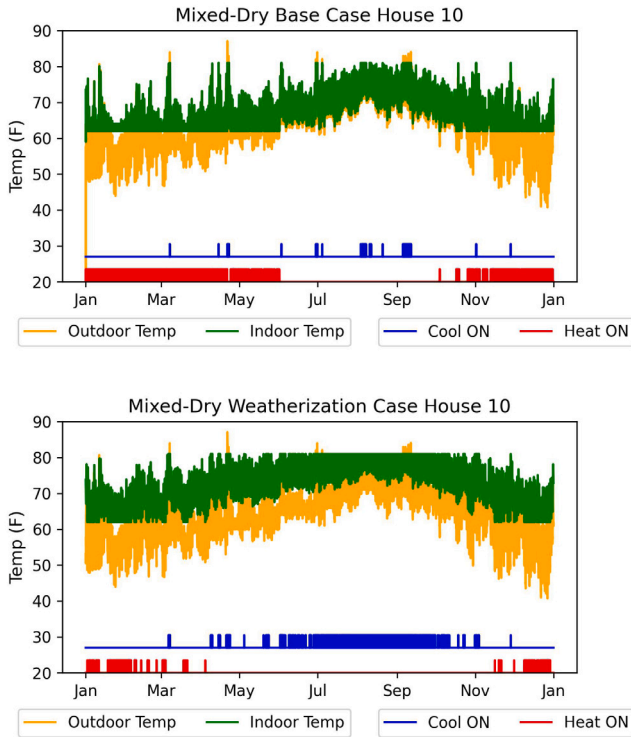 Mixed-Dry Base Case House 10
90
80
70
60
50
40
30
20
Temp (F)
Jan Mar May Jul Sep Nov Jan
Outdoor Temp Indoor Temp Cool ON Heat ON
Mixed-Dry Weatherization Case House 10
90
80
70
60
50
40
30
20
Temp (F)
Jan Mar May Jul Sep Nov Jan
Outdoor Temp Indoor Temp Cool ON Heat ON